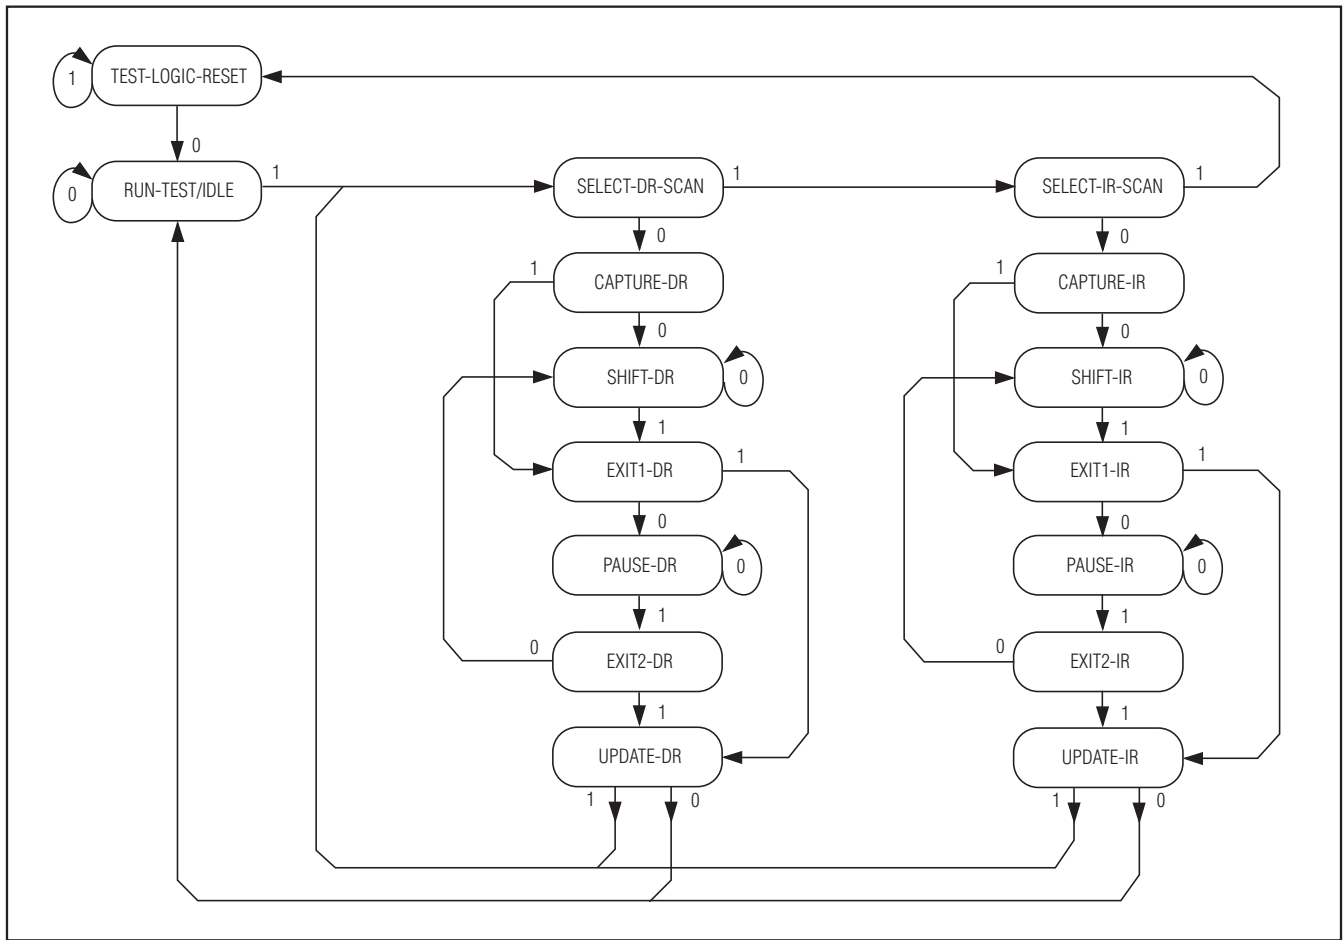 TEST-LOGIC-RESET
1
0
RUN-TEST/IDLE
0
1
SELECT-DR-SCAN
1
SELECT-IR-SCAN
1
0
0
1
CAPTURE-DR
1
CAPTURE-IR
0
0
SHIFT-DR
0
SHIFT-IR
0
1
1
EXIT1-DR
1
EXIT1-IR
1
0
0
PAUSE-DR
0
PAUSE-IR
0
1
1
0
EXIT2-DR
0
EXIT2-IR
1
1
UPDATE-DR
UPDATE-IR
1
0
1
0